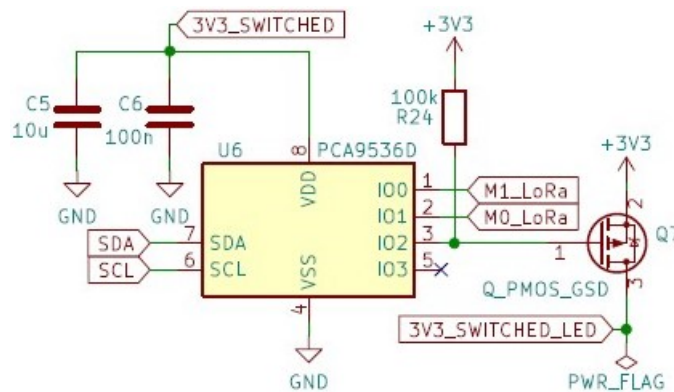 3V3_SWITCHED
+3V3
C5
10u
C6
100n
100k
R24
U6
8
PCA9536D
+3V3
VDD
IO0
1
M1_LoRa
IO1
2
M0_LoRa
2
SDA
7
SDA
IO2
3
1
SCL
6
SCL
IO3
5
VSS
Q_PMOS_GSD
3
GND
GND
4
3V3_SWITCHED_LED
GND
PWR_FLAG